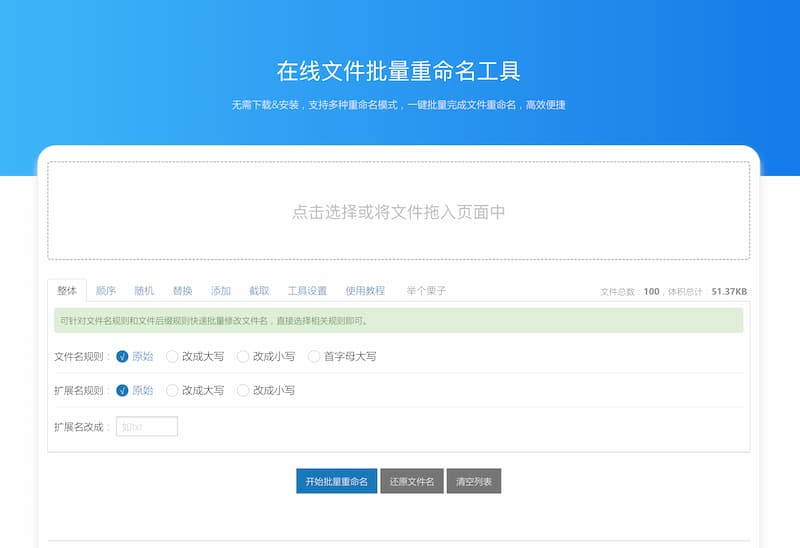 在线文件批量重命名工具
无需下载&安装，支持多种重命名模式，一键批量完成文件重命名，高效便捷
点击选择或将文件拖入页面中
整体 顺序 随机 替换 添加 截取 工具设置 使用教程 举个栗子 文件总数：100，体积总计 51.37KB
可针对文件名规则和文件后缀规则快速批量修改文件名，直接选择相关规则即可。
文件名规则： 原始 改成大写 改成小写 首字母大写
扩展名规则： 原始 改成大写 改成小写
扩展名改成： 如txt
开始批量重命名 还原文件名 清空列表